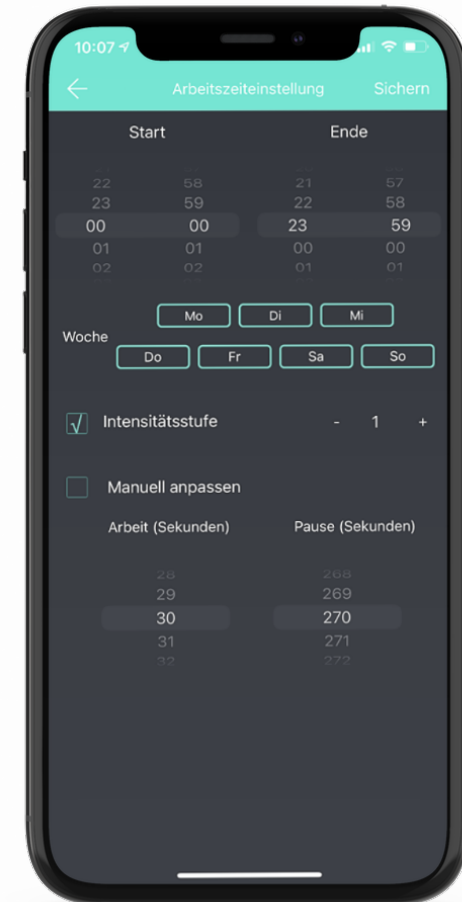 10:07
Arbeitszeiteinstellung Sichern
Start Ende
22 58 21 57
23 59 22 58
00 00 23 59
01 01 00 00
02 02 01 01
Mo Di Mi
Woche
Do Fr Sa So
√ Intensitätsstufe - 1 +
Manuell anpassen
Arbeit (Sekunden) Pause (Sekunden)
28 268
29 269
30 270
31 271
32 272